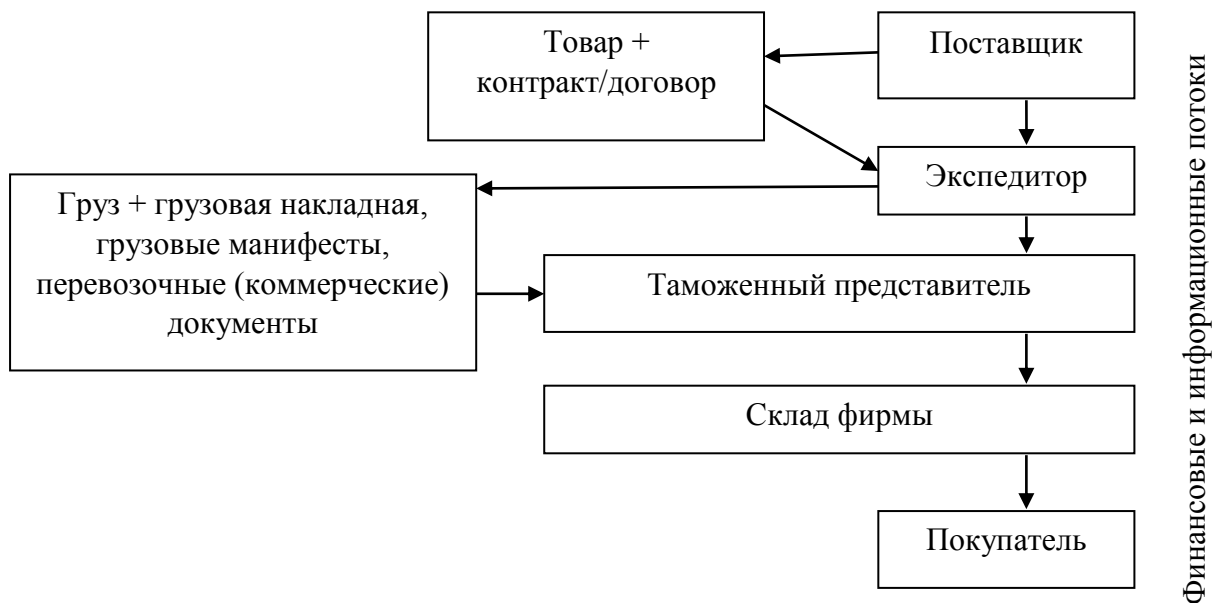 Товар +
контракт/договор
Поставщик
Экспедитор
Груз + грузовая накладная,
грузовые манифесты,
перевозочные (коммерческие)
документы
Таможенный представитель
Склад фирмы
Покупатель
Финансовые и информационные потоки